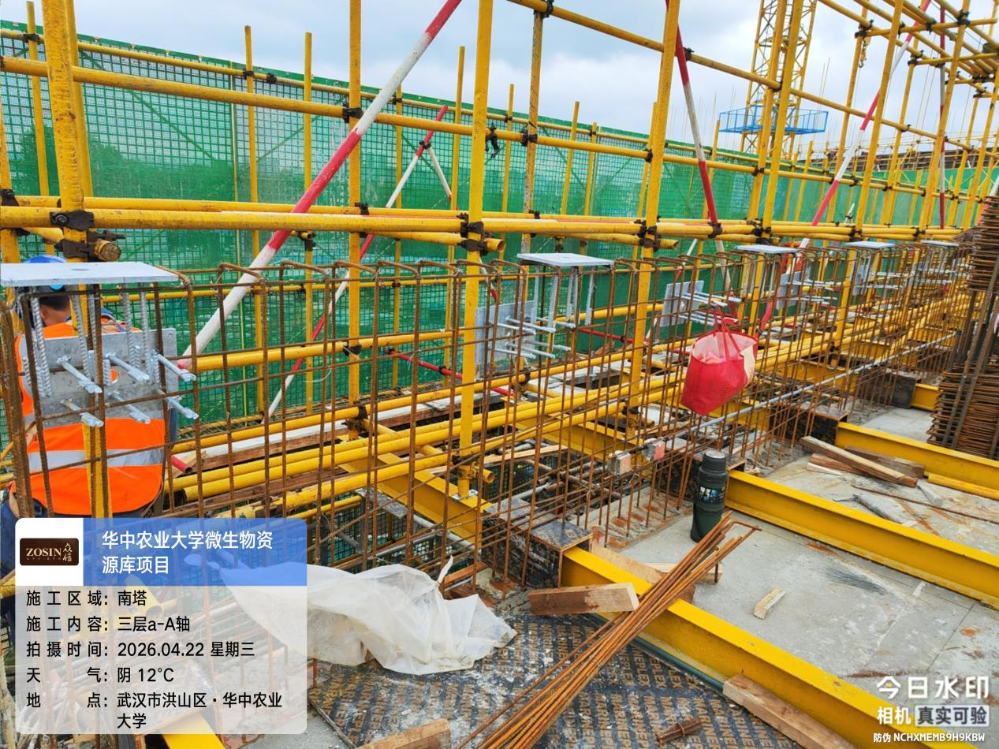 ZOSIN 众信
华中农业大学微生物资
源库项目
施工区域：南塔
施工内容：三层a-A轴
拍摄时间：2026.04.22 星期三
天气：阴 12℃
地点：武汉市洪山区·华中农业
大学
今日水印
相机 真实可验
防伪 NCHXMEMB9H9KBW